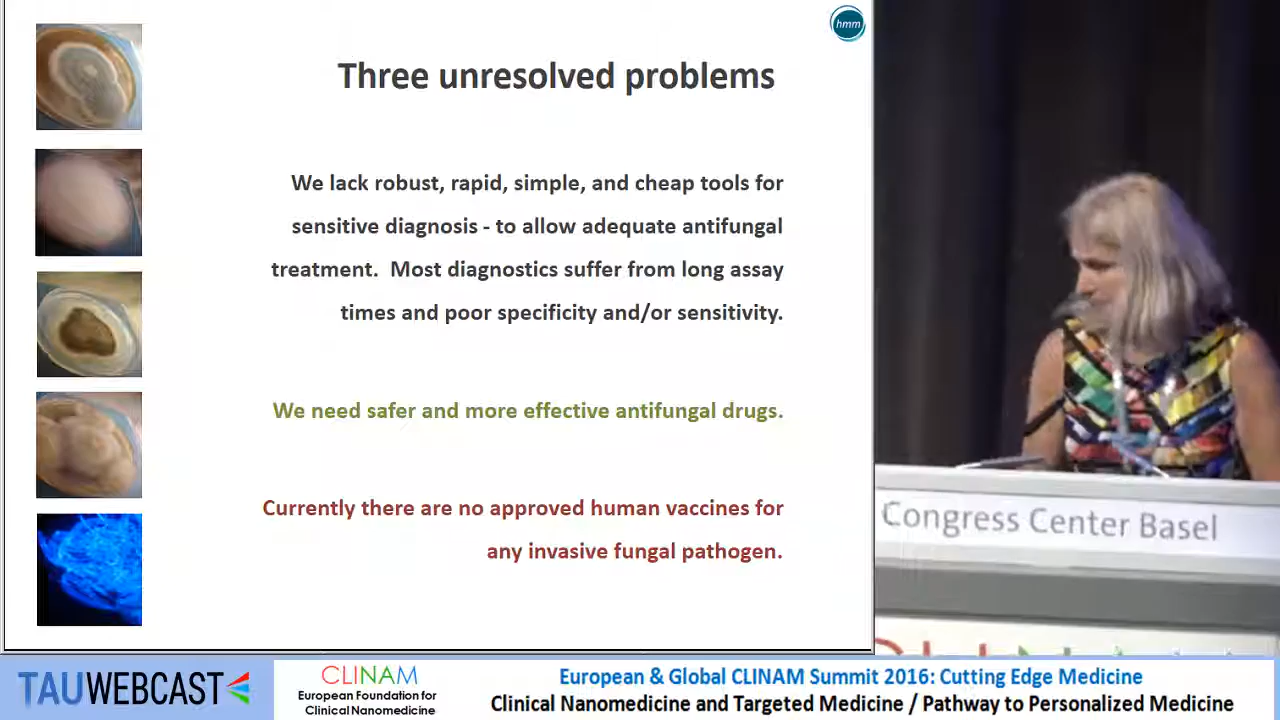 hmm
Three unresolved problems
We lack robust, rapid, simple, and cheap tools for
sensitive diagnosis - to allow adequate antifungal
treatment.  Most diagnostics suffer from long assay
times and poor specificity and/or sensitivity.
We need safer and more effective antifungal drugs.
Currently there are no approved human vaccines for
any invasive fungal pathogen.
Congress Center Basel
CLINAM
TAUWEBCAST
CLINAM
European Foundation for
Clinical Nanomedicine
European & Global CLINAM Summit 2016: Cutting Edge Medicine
Clinical Nanomedicine and Targeted Medicine / Pathway to Personalized Medicine